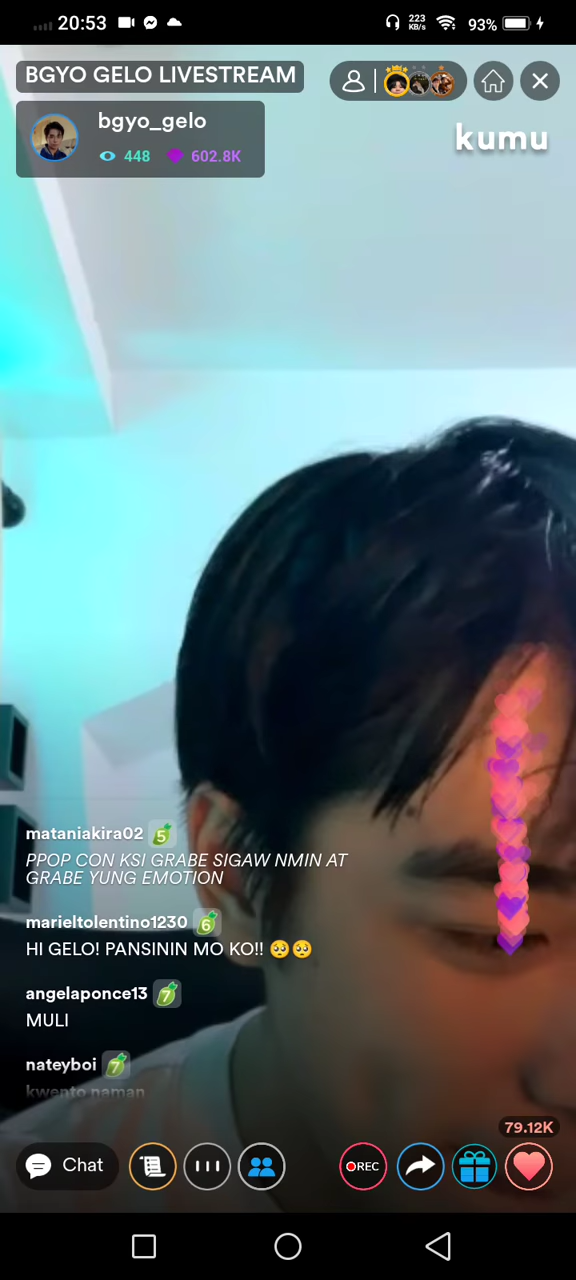 20:53
223
KB/s
93%
BGYO GELO LIVESTREAM
bgyo_gelo
448
602.8K
kumu
mataniakira02 5
PPOP CON KSI GRABE SIGAW NMIN AT
GRABE YUNG EMOTION
marieltolentino1230 6
HI GELO! PANSININ MO KO!! 🥺🥺
angelaponce13 7
MULI
nateyboi 7
kwento naman
79.12K
Chat
REC